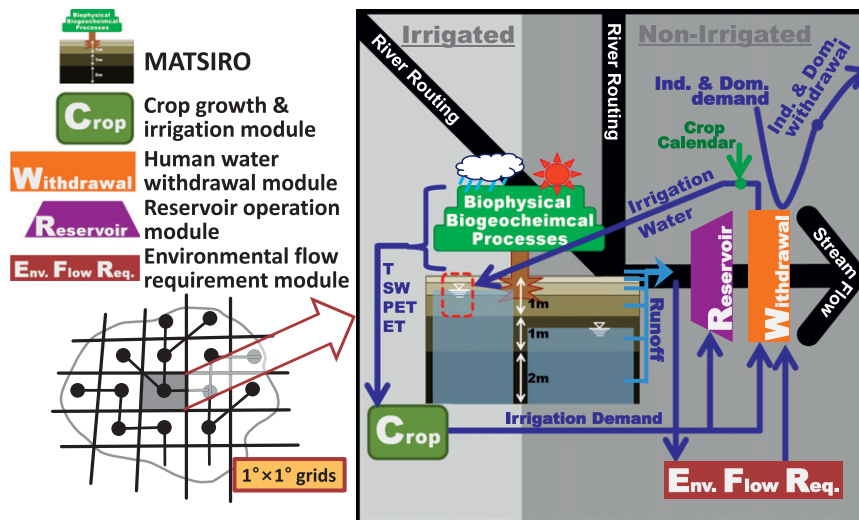 Biophysical
Biogeochemical
Processes
1m
2m
MATSIRO
Crop
Crop growth &
irrigation module
Withdrawal
Human water
withdrawal module
Reservoir
Reservoir operation
module
Env. Flow Req.
Environmental flow
requirement module
1°×1° grids
Irrigated
Non-Irrigated
River Routing
River Routing
Ind. & Dom.
demand
Ind. & Dom.
withdrawal
Crop
Calendar
Irrigation
Water
Biophysical
Biogeocheimcal
Processes
T
SW
PET
ET
1m
1m
2m
Runoff
Reservoir
Withdrawal
Stream Flow
Crop
Irrigation Demand
Env. Flow Req.